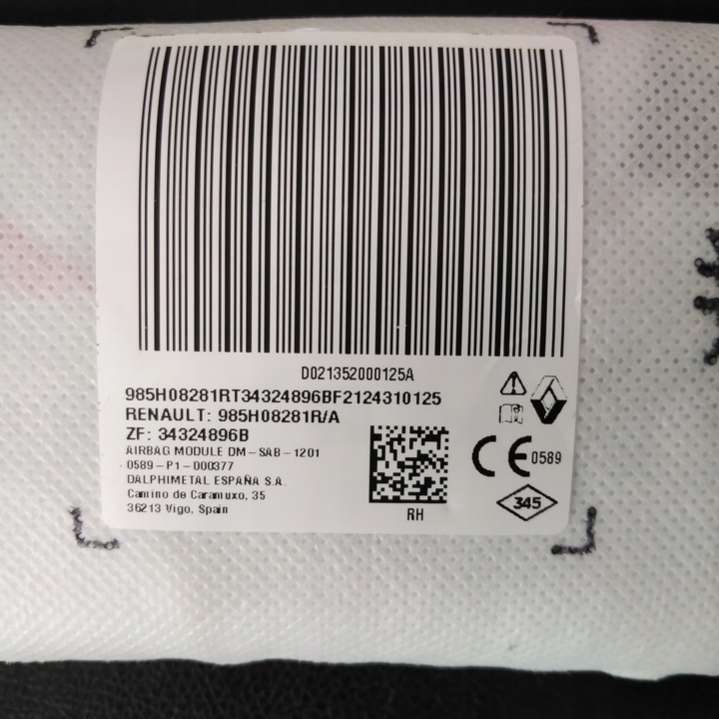 D021352000125A
985H08281RT34324896BF2124310125
RENAULT: 985H08281R/A
ZF: 34324896B
AIRBAG MODULE DM-SAB-1201
0589-P1-000377
DALPHIMETAL ESPAÑA S.A.
Camino de Caramuxo, 35
36213 Vigo, Spain
RH
CE 0589
345